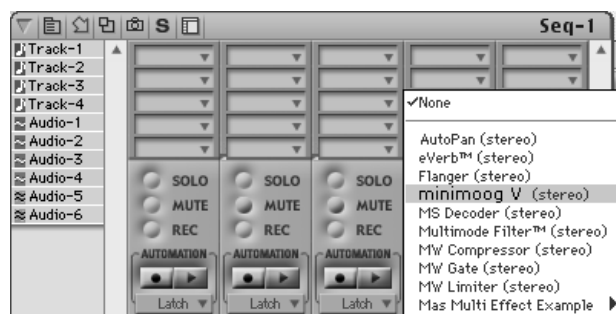 S
Seq-1
Track-1
Track-2
Track-3
Track-4
Audio-1
Audio-2
Audio-3
Audio-4
Audio-5
Audio-6
SOLO SOLO SOLO
MUTE MUTE MUTE
REC REC REC
AUTOMATION AUTOMATION AUTOMATION
Latch Latch Latch
✓None
AutoPan (stereo)
eVerb™ (stereo)
Flanger (stereo)
minimoog V (stereo)
MS Decoder (stereo)
Multimode Filter™ (stereo)
MW Compressor (stereo)
MW Gate (stereo)
MW Limiter (stereo)
Mas Multi Effect Example